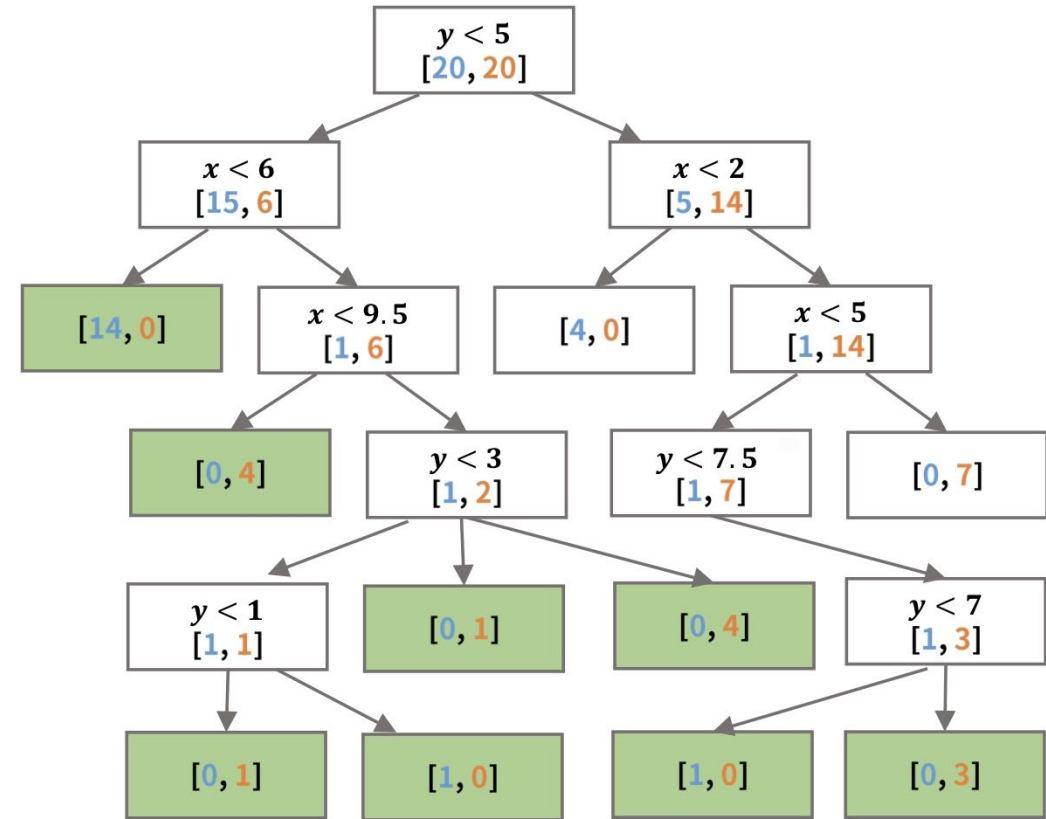 y < 5
[20, 20]
x < 6
[15, 6]
x < 2
[5, 14]
[14, 0]
x < 9.5
[1, 6]
[4, 0]
x < 5
[1, 14]
[0, 4]
y < 3
[1, 2]
y < 7.5
[1, 7]
[0, 7]
y < 1
[1, 1]
[0, 1]
[0, 4]
y < 7
[1, 3]
[0, 1]
[1, 0]
[1, 0]
[0, 3]